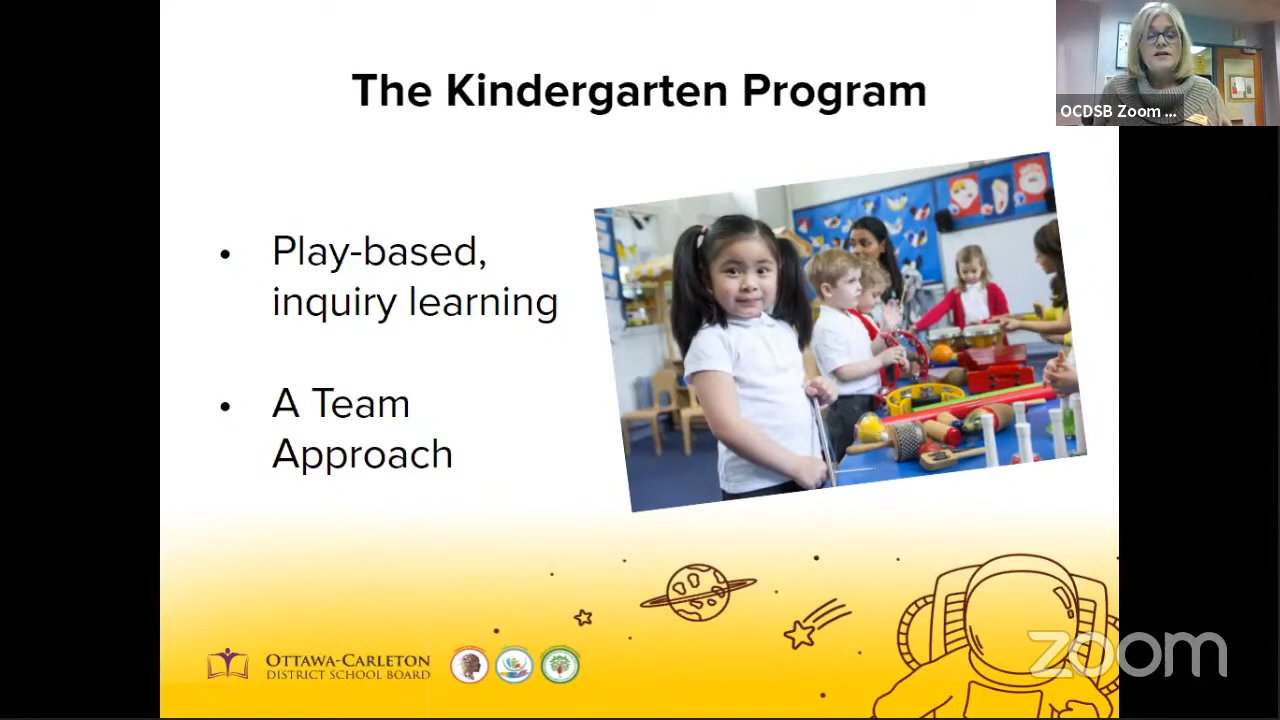 The Kindergarten Program
OCDSB Zoom ...
• Play-based,
inquiry learning
• A Team
Approach
OTTAWA-CARLETON
DISTRICT SCHOOL BOARD
zoom